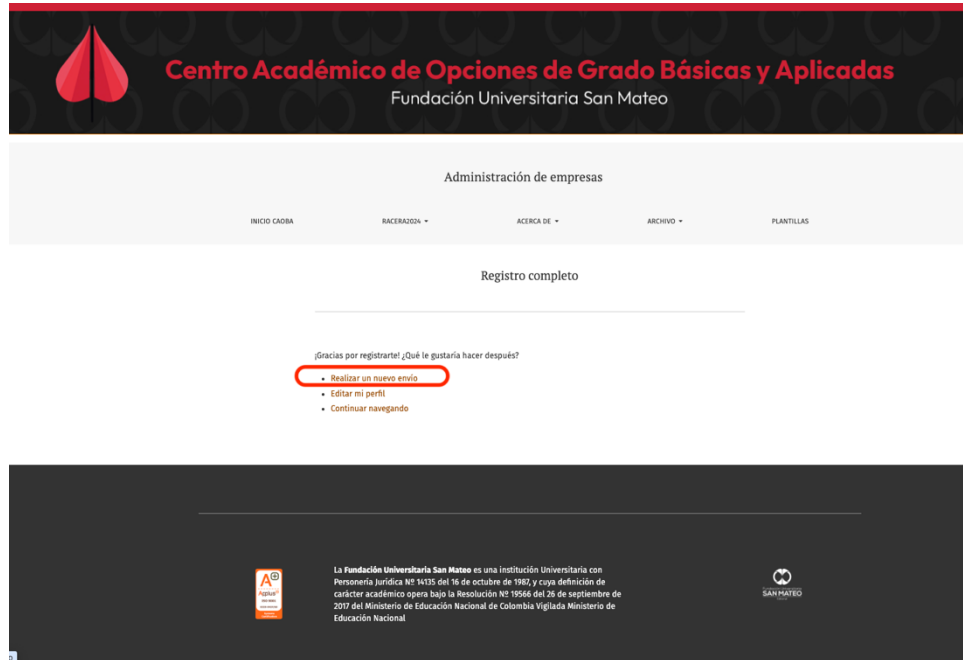 Centro Académico de Opciones de Grado Básicas y Aplicadas
Fundación Universitaria San Mateo
Administración de empresas
INICIO CAOBA RACERA2024 ACERCA DE ARCHIVO PLANTILLAS
Registro completo
¡Gracias por registrarte! ¿Qué le gustaría hacer después?
• Realizar un nuevo envío
• Editar mi perfil
• Continuar navegando
La Fundación Universitaria San Mateo es una institución Universitaria con
Personería Jurídica Nº 14135 del 16 de octubre de 1987, y cuya definición de
carácter académico opera bajo la Resolución Nº 19566 del 26 de septiembre de
2017 del Ministerio de Educación Nacional de Colombia Vigilada Ministerio de
Educación Nacional
A+
Applus
SAN MATEO